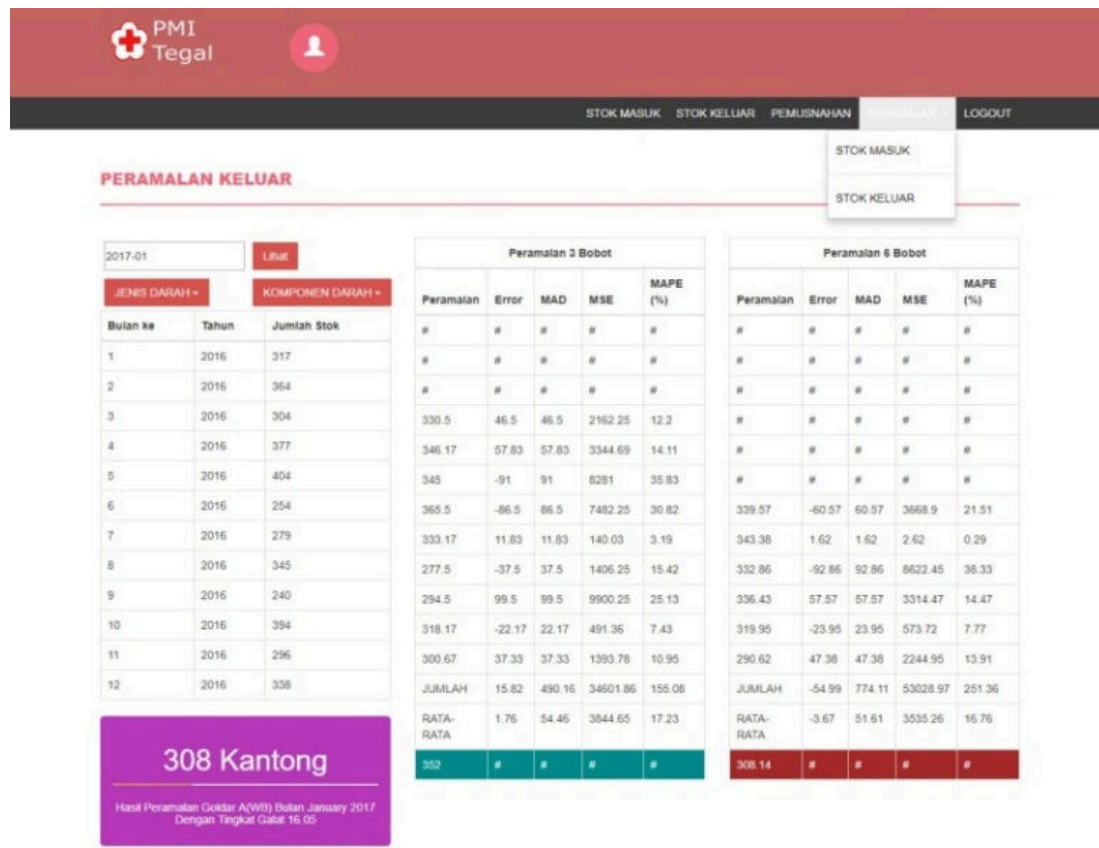 PMI
Tegal
STOK MASUK STOK KELUAR PEMUSNAHAN LOGOUT
STOK MASUK
STOK KELUAR
PERAMALAN KELUAR
2017-01 Lihat
JENIS DARAH KOMPONEN DARAH
Bulan ke Tahun Jumlah Stok
1 2016 317
2 2016 364
3 2016 304
4 2016 377
5 2016 404
6 2016 254
7 2016 279
8 2016 345
9 2016 240
10 2016 394
11 2016 296
12 2016 338
308 Kantong
Hasil Peramalan Goldar A(WB) Bulan January 2017
Dengan Tingkat Galat 16.05
Peramalan 3 Bobot
Peramalan Error MAD MSE MAPE (%)
# # # # #
# # # # #
# # # # #
330.5 46.5 46.5 2162.25 12.2
346.17 57.83 57.83 3344.69 14.11
345 -91 91 8281 35.83
365.5 -86.5 86.5 7482.25 30.82
333.17 11.83 11.83 140.03 3.19
277.5 -37.5 37.5 1406.25 15.42
294.5 99.5 99.5 9900.25 25.13
318.17 -22.17 22.17 491.36 7.43
300.67 37.33 37.33 1393.78 10.95
JUMLAH 15.82 490.16 34601.86 155.08
RATA-RATA 1.76 54.46 3844.65 17.23
352 # # # #
Peramalan 6 Bobot
Peramalan Error MAD MSE MAPE (%)
# # # # #
# # # # #
# # # # #
# # # # #
# # # # #
# # # # #
339.57 -60.57 60.57 3668.9 21.51
343.38 1.62 1.62 2.62 0.29
332.86 -92.86 92.86 8622.45 38.33
336.43 57.57 57.57 3314.47 14.47
319.95 -23.95 23.95 573.72 7.77
290.62 47.38 47.38 2244.95 13.91
JUMLAH -54.99 774.11 53028.97 251.36
RATA-RATA -3.67 51.61 3535.26 16.76
308.14 # # # #